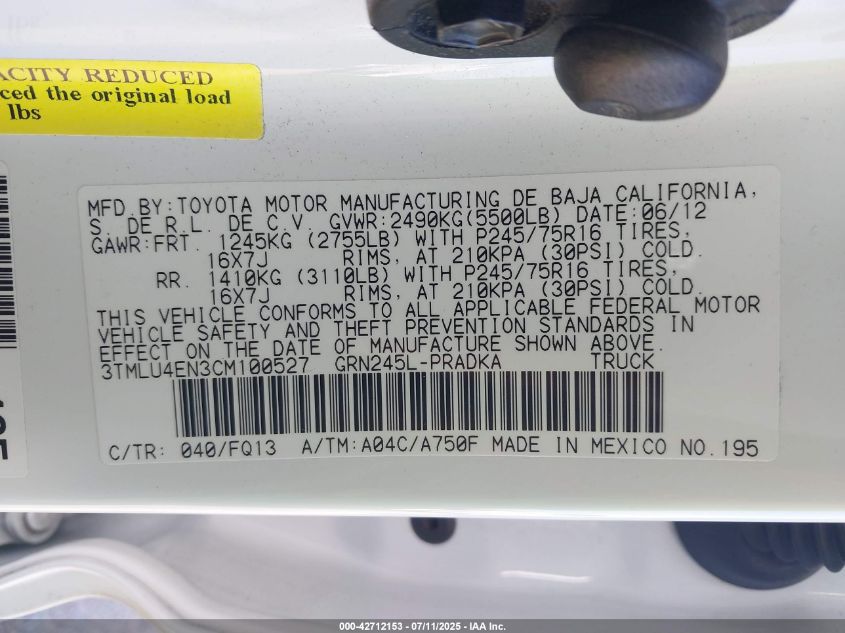 ACITY REDUCED
ced the original load
lbs
MFD.BY:TOYOTA MOTOR MANUFACTURING DE BAJA CALIFORNIA,
S. DE R.L. DE C.V. GVWR:2490KG(5500LB) DATE:06/12
GAWR:FRT. 1245KG (2755LB) WITH P245/75R16 TIRES,
16X7J RIMS, AT 210KPA (30PSI) COLD.
RR. 1410KG (3110LB) WITH P245/75R16 TIRES,
16X7J RIMS, AT 210KPA (30PSI) COLD.
THIS VEHICLE CONFORMS TO ALL APPLICABLE FEDERAL MOTOR
VEHICLE SAFETY AND THEFT PREVENTION STANDARDS IN
EFFECT ON THE DATE OF MANUFACTURE SHOWN ABOVE.
3TMLU4EN3CM100527 GRN245L-PRADKA TRUCK
C/TR: 040/FQ13 A/TM:A04C/A750F MADE IN MEXICO NO.195
000-42712153 - 07/11/2025 - IAA Inc.